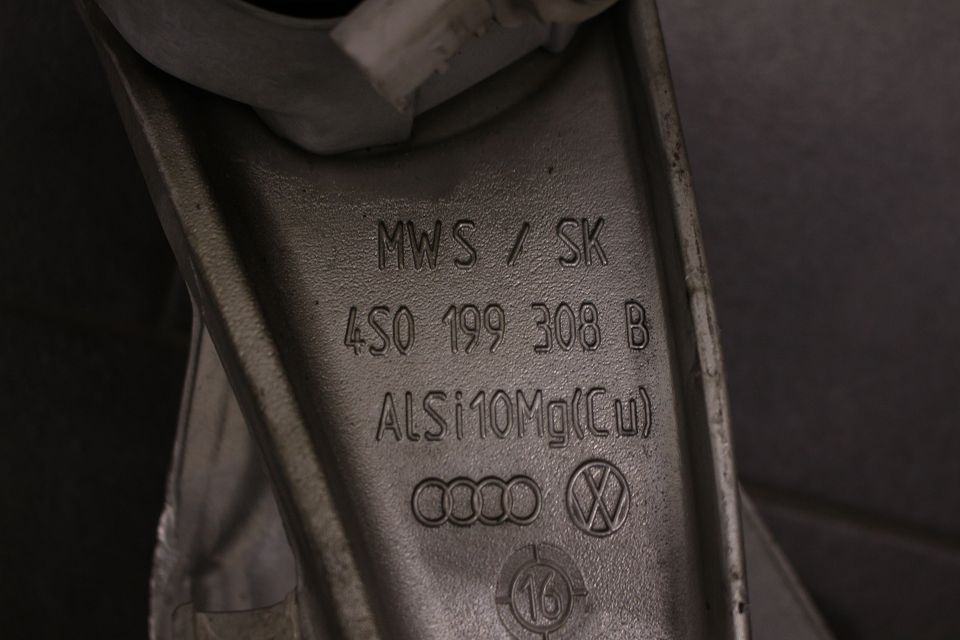 MWS / SK
4S0 199 308 B
AlSi10Mg(Cu)
16